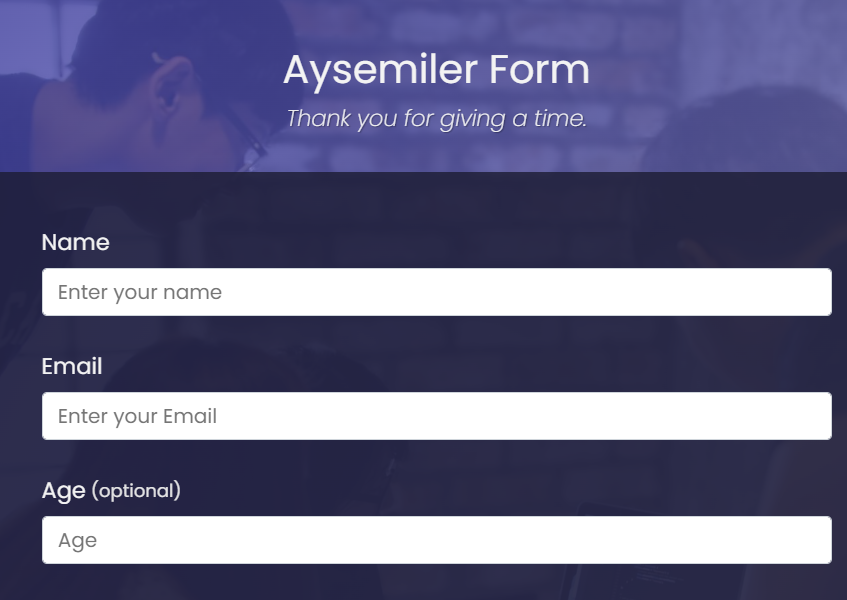 Aysemiler Form
Thank you for giving a time.
Name
Enter your name
Email
Enter your Email
Age (optional)
Age